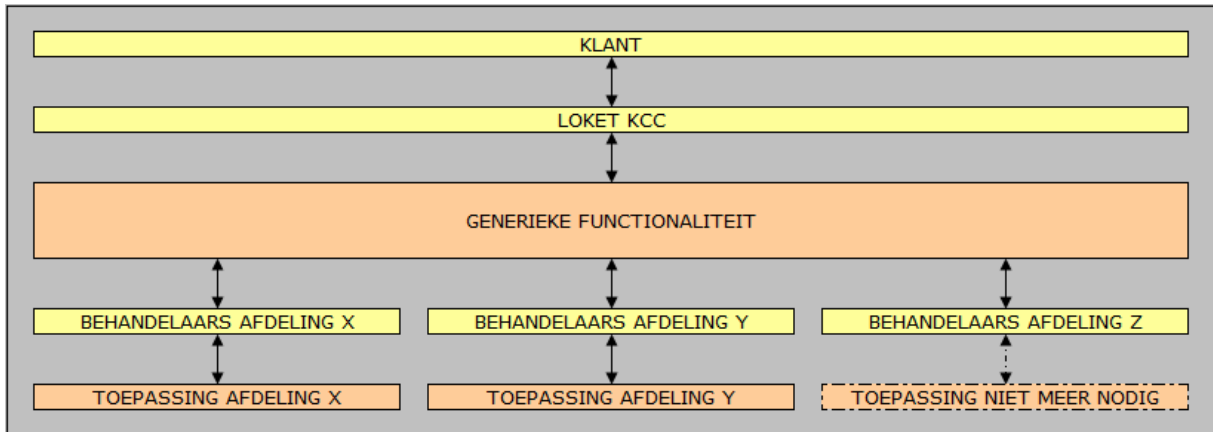 KLANT
LOKET KCC
GENERIEKE FUNCTIONALITEIT
BEHANDELAARS AFDELING X
BEHANDELAARS AFDELING Y
BEHANDELAARS AFDELING Z
TOEPASSING AFDELING X
TOEPASSING AFDELING Y
TOEPASSING NIET MEER NODIG